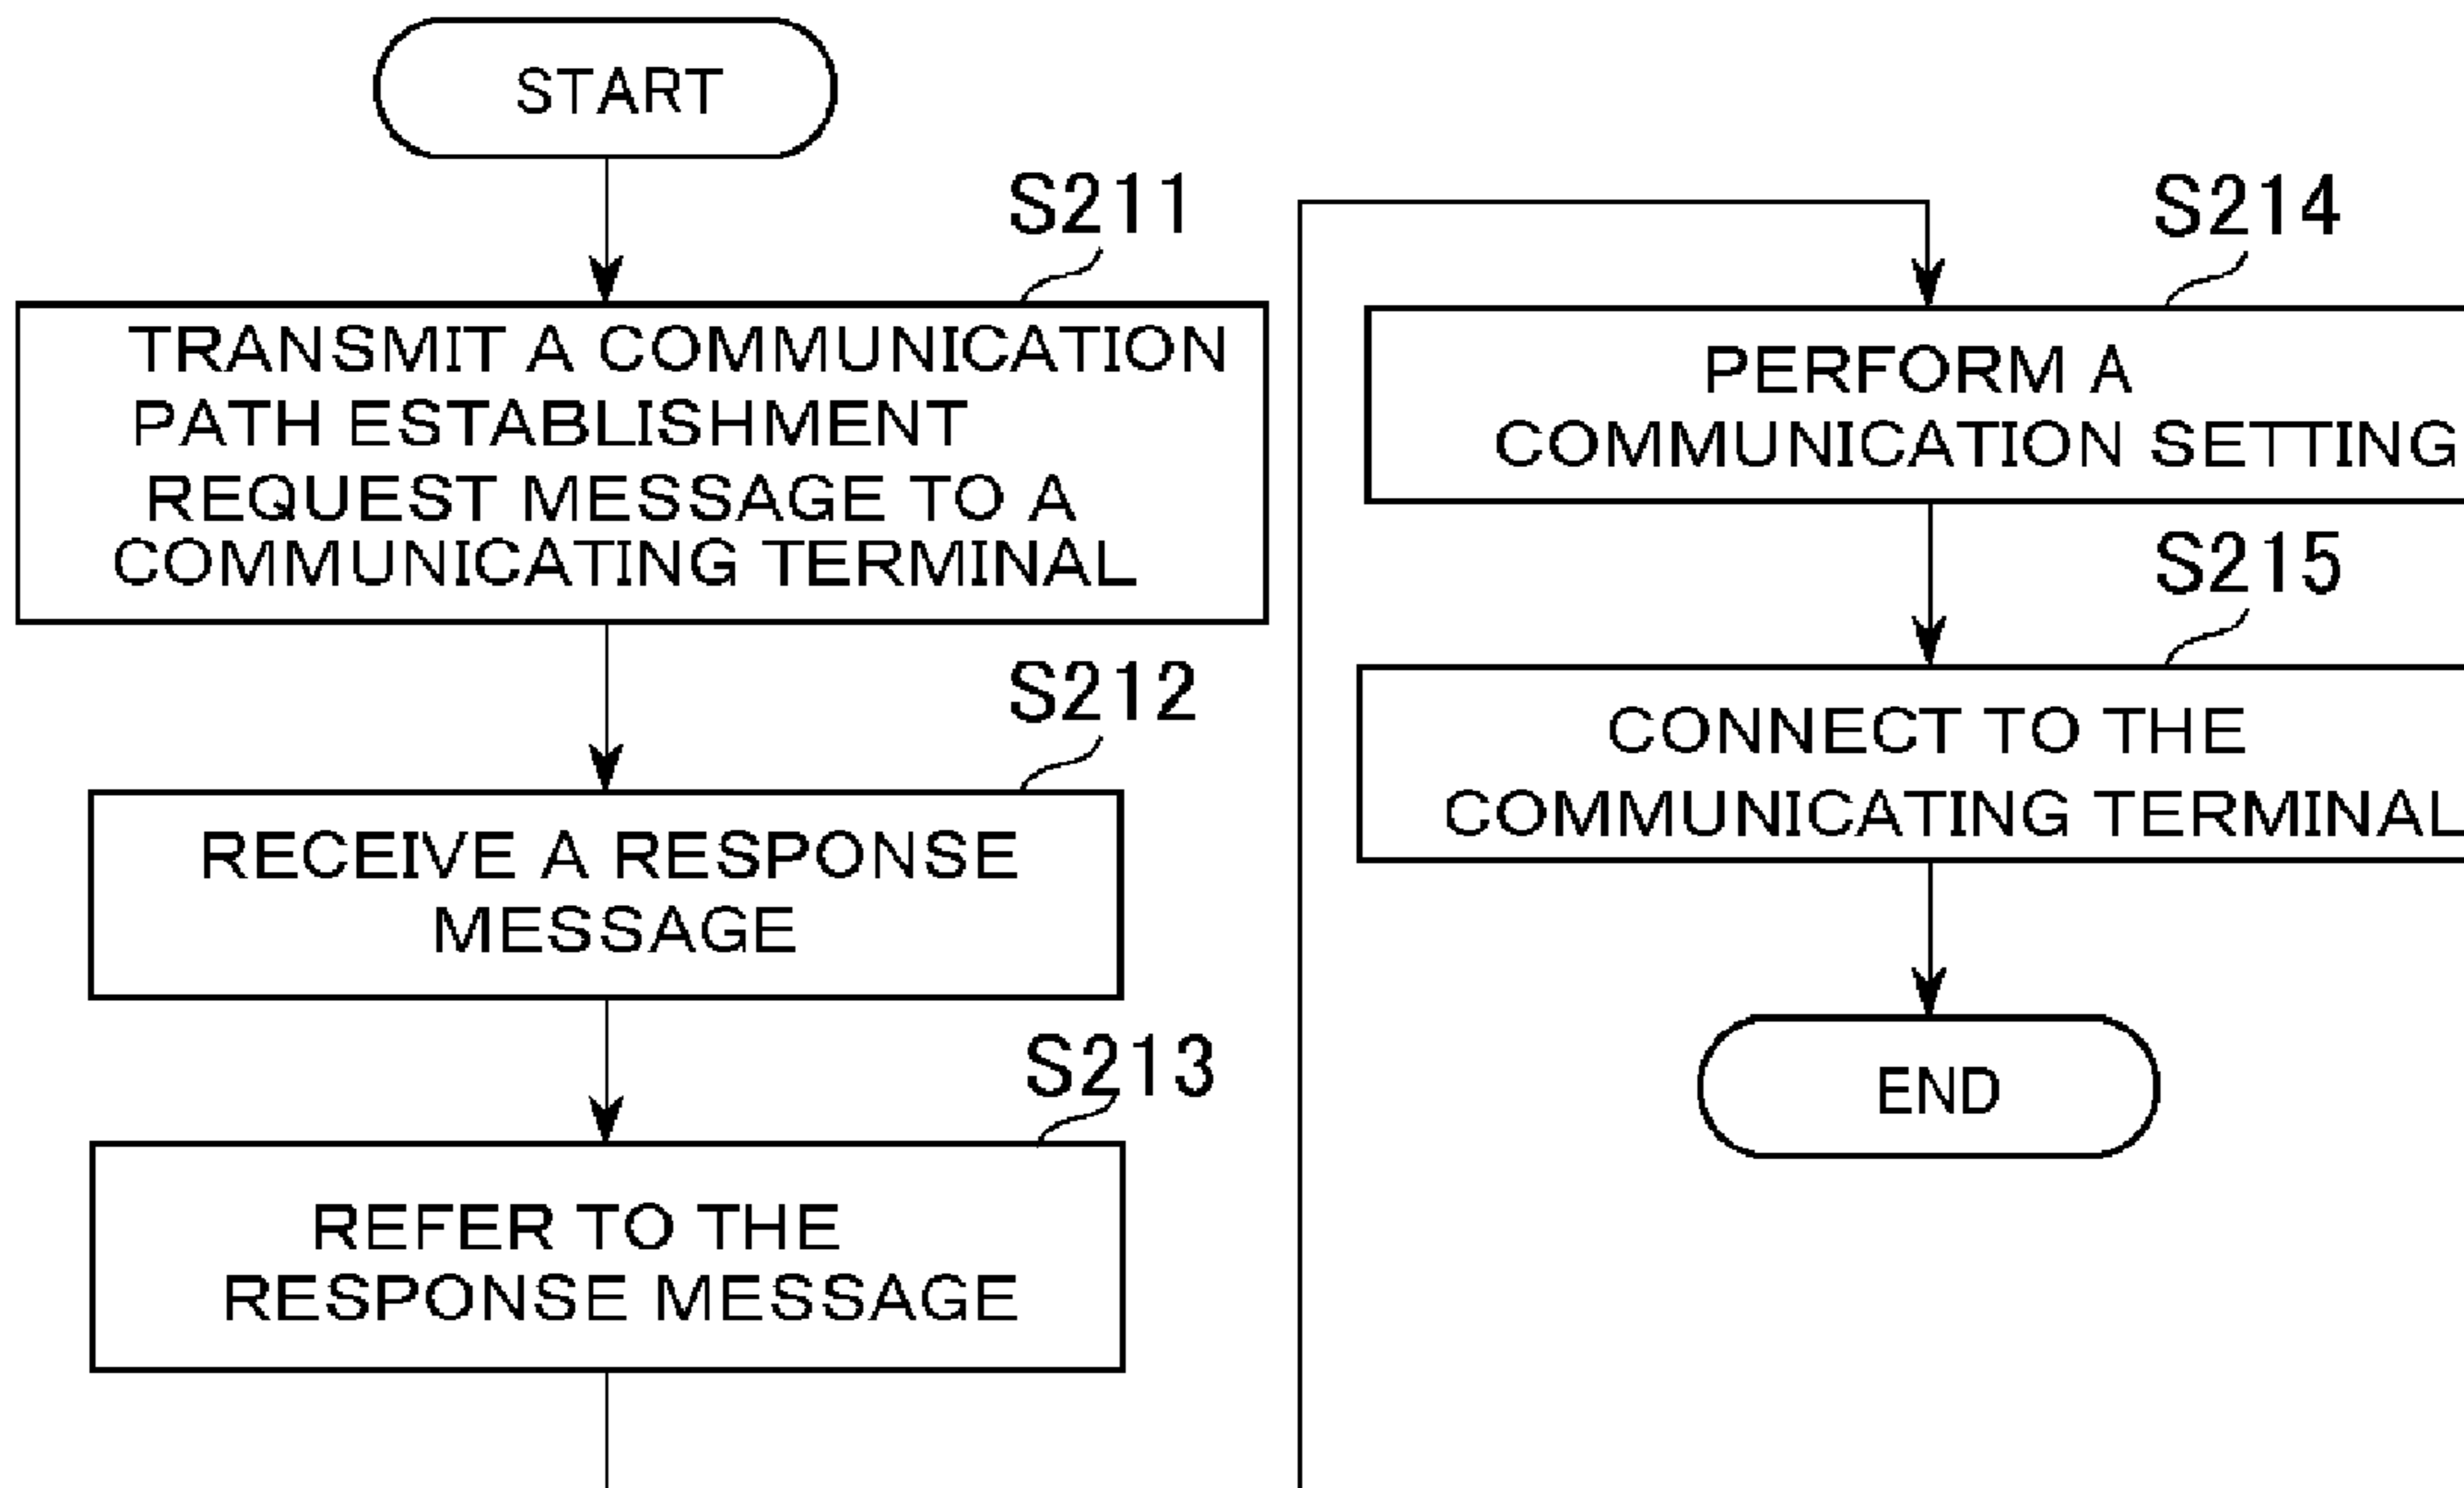 START
S211
TRANSMIT A COMMUNICATION
PATH ESTABLISHMENT
REQUEST MESSAGE TO A
COMMUNICATING TERMINAL
S212
RECEIVE A RESPONSE
MESSAGE
S213
REFER TO THE
RESPONSE MESSAGE
S214
PERFORM A
COMMUNICATION SETTING
S215
CONNECT TO THE
COMMUNICATING TERMINAL
END